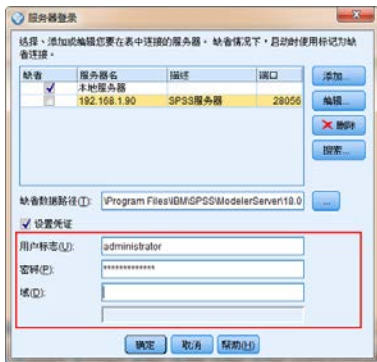 服务器登录
选择、添加或编辑您要在表中连接的服务器。缺省情况下，启动时使用标记为缺
省连接。
缺省 服务器名 描述 端口
本地服务器
192.168.1.90 SPSS服务器 28056
添加...
编辑...
删除
搜索...
缺省数据路径(T): \Program Files\IBM\SPSS\ModelerServer\18.0 ...
设置凭证
用户标志(U): administrator
密码(P): *************
域(D):
确定 取消 帮助(H)